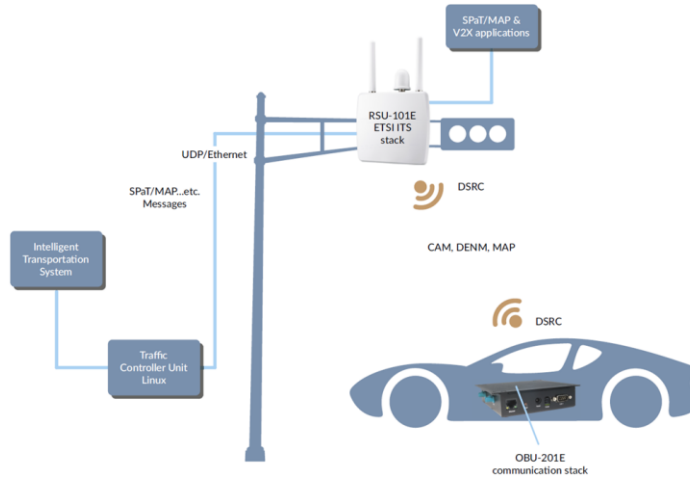 SPaT/MAP &
V2X applications
RSU-101E
ETSI ITS
stack
UDP/Ethernet
DSRC
SPaT/MAP...etc.
Messages
Intelligent
Transportation
System
CAM, DENM, MAP
DSRC
Traffic
Controller Unit
Linux
OBU-201E
communication stack